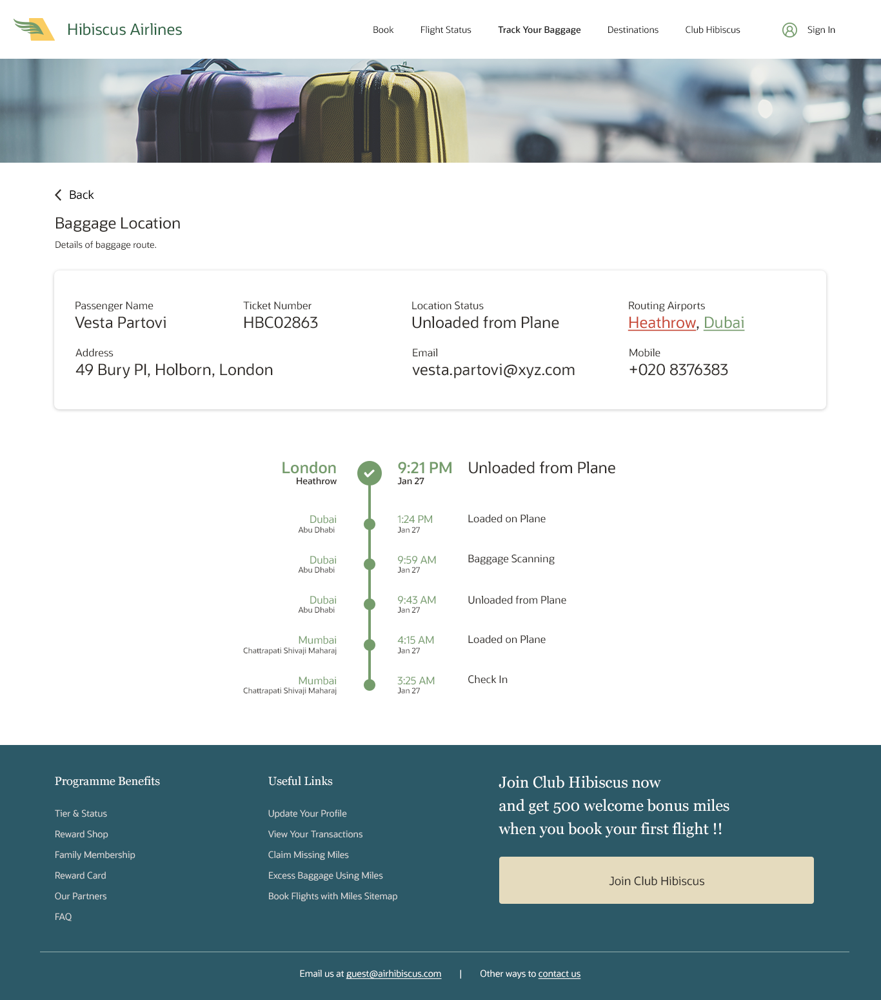 Hibiscus Airlines
Book Flight Status Track Your Baggage Destinations Club Hibiscus Sign In
Back
Baggage Location
Details of baggage route.
Passenger Name Ticket Number Location Status Routing Airports
Vesta Partovi HBC02863 Unloaded from Plane Heathrow, Dubai
Address Email Mobile
49 Bury Pl, Holborn, London vesta.partovi@xyz.com +020 8376383
London 9:21 PM Unloaded from Plane
Heathrow Jan 27
Dubai 1:24 PM Loaded on Plane
Abu Dhabi Jan 27
Dubai 9:59 AM Baggage Scanning
Abu Dhabi Jan 27
Dubai 9:43 AM Unloaded from Plane
Abu Dhabi Jan 27
Mumbai 4:15 AM Loaded on Plane
Chattrapati Shivaji Maharaj Jan 27
Mumbai 3:25 AM Check In
Chattrapati Shivaji Maharaj Jan 27
Programme Benefits
Tier & Status
Reward Shop
Family Membership
Reward Card
Our Partners
FAQ
Useful Links
Update Your Profile
View Your Transactions
Claim Missing Miles
Excess Baggage Using Miles
Book Flights with Miles Sitemap
Join Club Hibiscus now
and get 500 welcome bonus miles
when you book your first flight !!
Join Club Hibiscus
Email us at guest@airhibiscus.com | Other ways to contact us